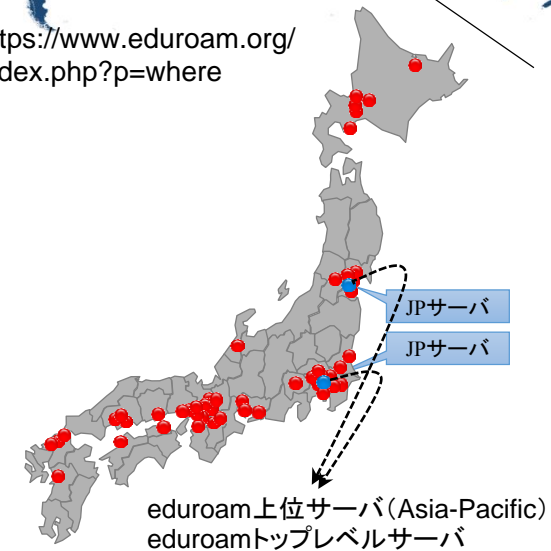 tps://www.eduroam.org/
dex.php?p=where
JPサーバ
JPサーバ
eduroam上位サーバ(Asia-Pacific)
eduroamトップレベルサーバ